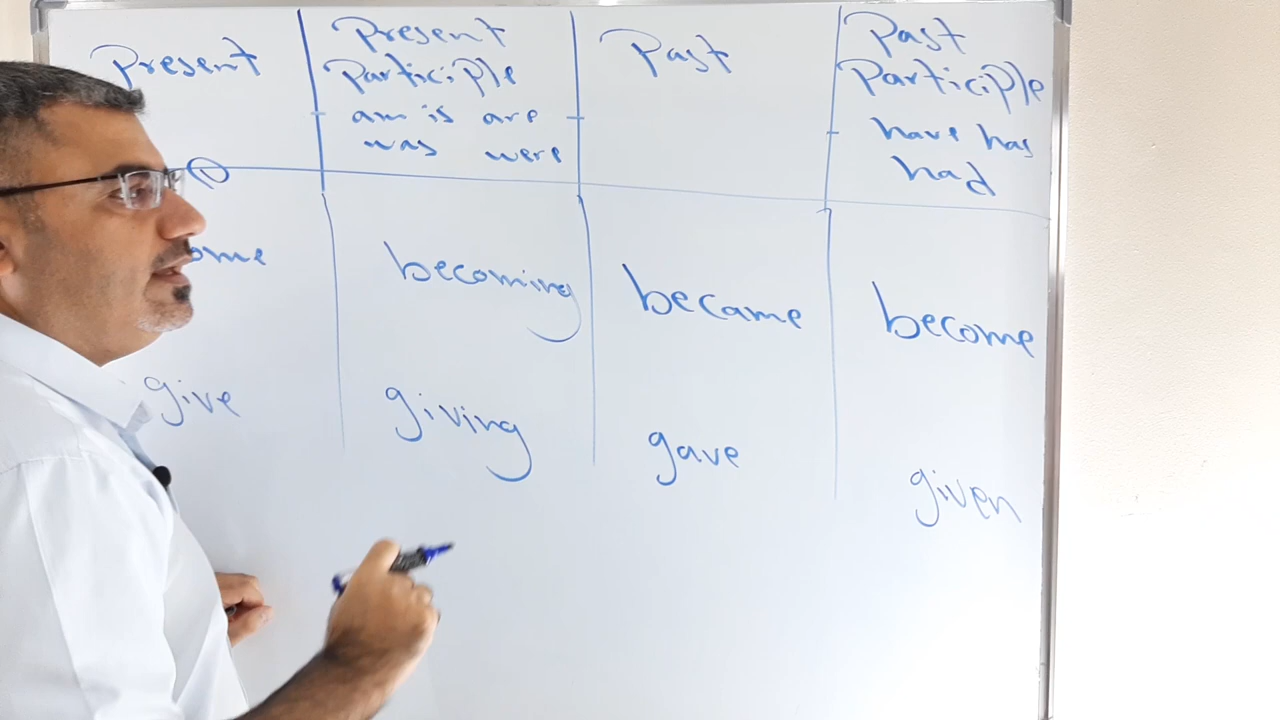 Present
Present
Participle
am is are
was were
Past
Past
Participle
have has
had
ome
becoming
became
become
give
giving
gave
given